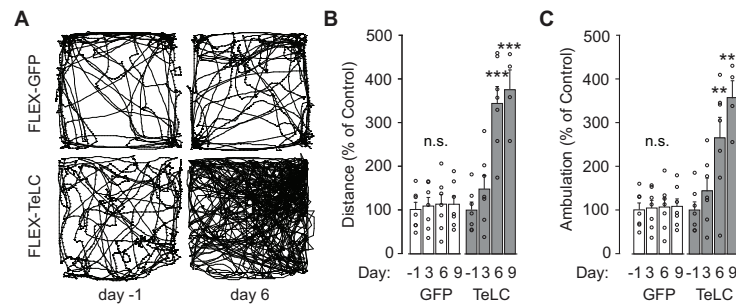 A
FLEX-GFP
FLEX-TeLC
day -1
day 6
B
Distance (% of Control)
500
400
300
200
100
0
n.s.
***
***
Day:
-1 3 6 9
-1 3 6 9
GFP
TeLC
C
Ambulation (% of Control)
500
400
300
200
100
0
n.s.
**
**
Day:
-1 3 6 9
-1 3 6 9
GFP
TeLC